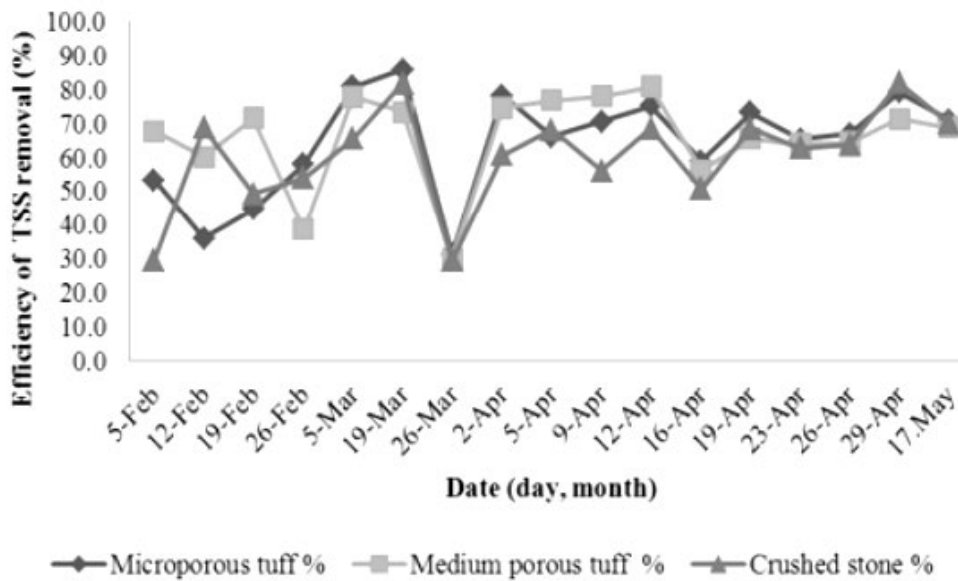 Efficiency of TSS removal (%)
100.0
90.0
80.0
70.0
60.0
50.0
40.0
30.0
20.0
10.0
0.0
5-Feb
12-Feb
19-Feb
26-Feb
5-Mar
19-Mar
26-Mar
2-Apr
5-Apr
9-Apr
12-Apr
16-Apr
19-Apr
23-Apr
26-Apr
29-Apr
17.May
Date (day, month)
Microporous tuff % Medium porous tuff % Crushed stone %